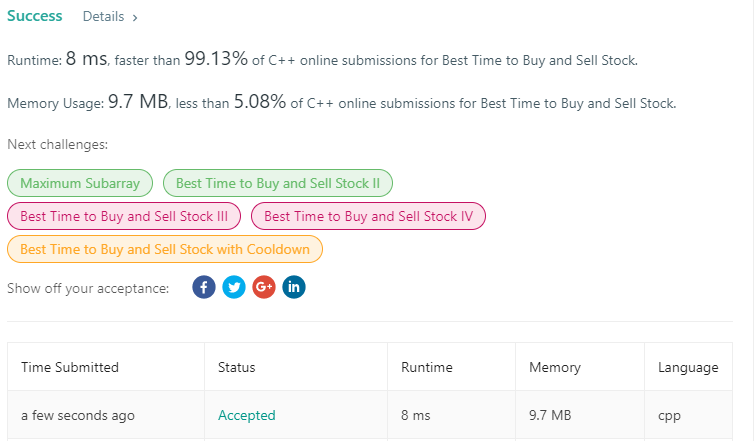 Success Details ›
Runtime: 8 ms, faster than 99.13% of C++ online submissions for Best Time to Buy and Sell Stock.
Memory Usage: 9.7 MB, less than 5.08% of C++ online submissions for Best Time to Buy and Sell Stock.
Next challenges:
Maximum Subarray Best Time to Buy and Sell Stock II
Best Time to Buy and Sell Stock III Best Time to Buy and Sell Stock IV
Best Time to Buy and Sell Stock with Cooldown
Show off your acceptance: f G+ in
Time Submitted Status Runtime Memory Language
a few seconds ago Accepted 8 ms 9.7 MB cpp